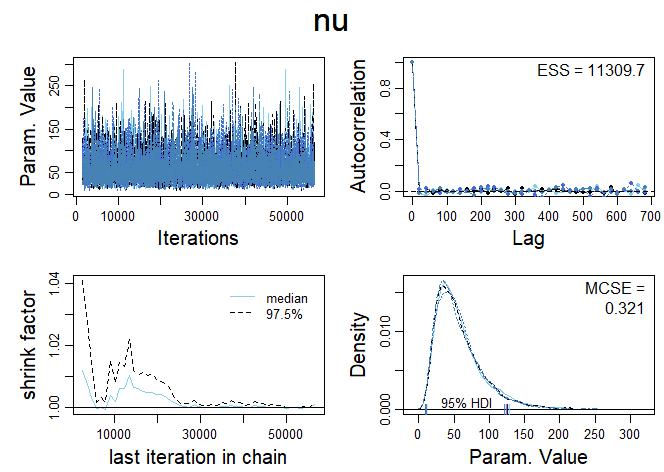 nu
Param. Value
50
150
250
0
10000
30000
50000
Iterations
Autocorrelation
0.0
0.4
0.8
ESS = 11309.7
0 100 200 300 400 500 600 700
Lag
shrink factor
1.00
1.02
1.04
median
97.5%
10000
30000
50000
last iteration in chain
Density
0.000
0.010
MCSE =
0.321
95% HDI
0 50 100 150 200 250 300
Param. Value